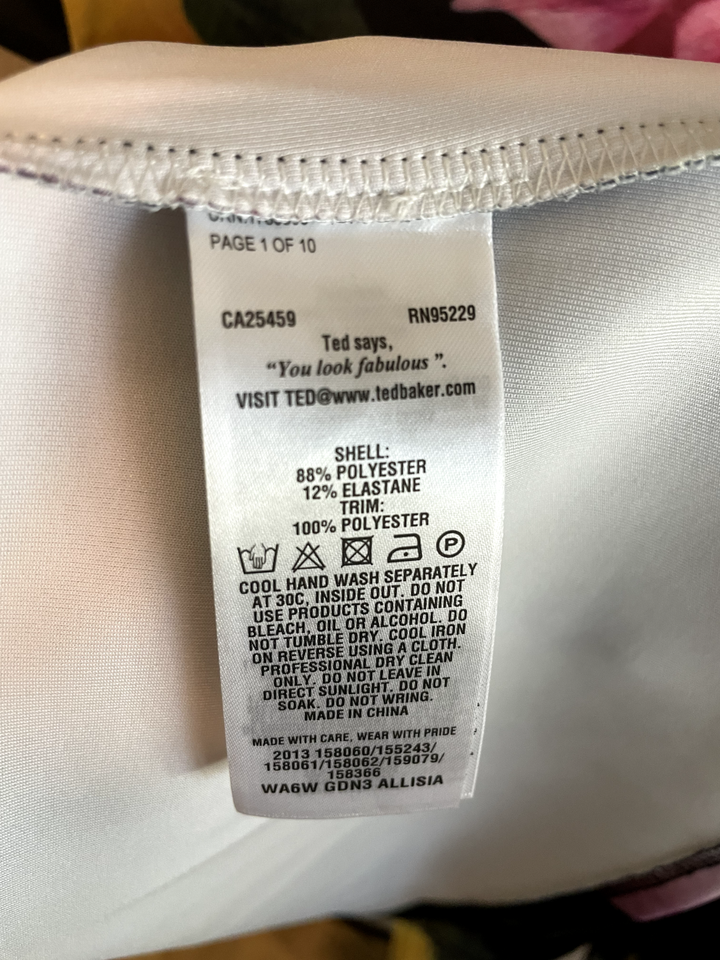 PAGE 1 OF 10
CA25459 RN95229
Ted says,
“You look fabulous ”.
VISIT TED@www.tedbaker.com
SHELL:
88% POLYESTER
12% ELASTANE
TRIM:
100% POLYESTER
P
COOL HAND WASH SEPARATELY
AT 30C, INSIDE OUT. DO NOT
USE PRODUCTS CONTAINING
BLEACH, OIL OR ALCOHOL. DO
NOT TUMBLE DRY. COOL IRON
ON REVERSE USING A CLOTH.
PROFESSIONAL DRY CLEAN
ONLY. DO NOT LEAVE IN
DIRECT SUNLIGHT. DO NOT
SOAK. DO NOT WRING.
MADE IN CHINA
MADE WITH CARE, WEAR WITH PRIDE
2013 158060/155243/
158061/158062/159079/
158366
WA6W GDN3 ALLISIA